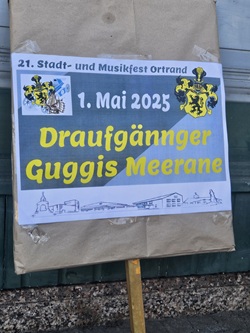 21. Stadt- und Musikfest Ortrand
1. Mai 2025
Draufgännger
Guggis Meerane